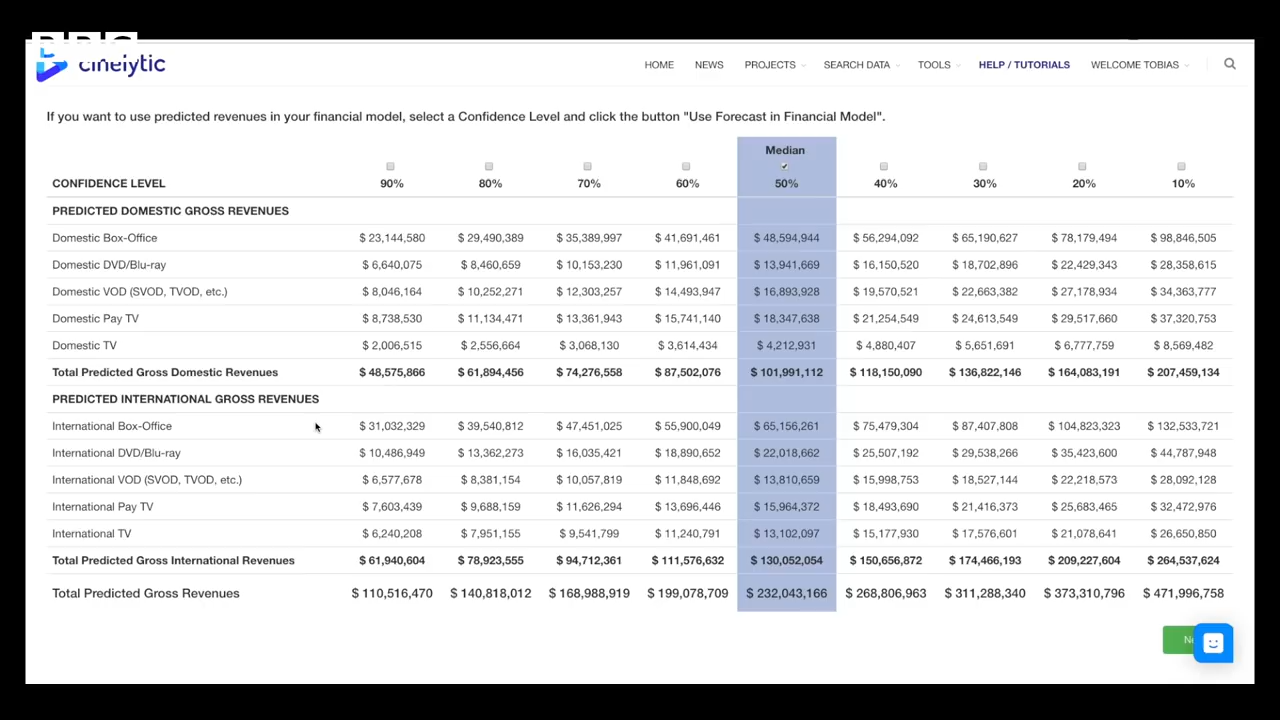 BBC
cinelytic
HOME NEWS PROJECTS SEARCH DATA TOOLS HELP / TUTORIALS WELCOME TOBIAS
If you want to use predicted revenues in your financial model, select a Confidence Level and click the button "Use Forecast in Financial Model".
Median
CONFIDENCE LEVEL 90% 80% 70% 60% 50% 40% 30% 20% 10%
PREDICTED DOMESTIC GROSS REVENUES
Domestic Box-Office $ 23,144,580 $ 29,490,389 $ 35,389,997 $ 41,691,461 $ 48,594,944 $ 56,294,092 $ 65,190,627 $ 78,179,494 $ 98,846,505
Domestic DVD/Blu-ray $ 6,640,075 $ 8,460,659 $ 10,153,230 $ 11,961,091 $ 13,941,669 $ 16,150,520 $ 18,702,896 $ 22,429,343 $ 28,358,615
Domestic VOD (SVOD, TVOD, etc.) $ 8,046,164 $ 10,252,271 $ 12,303,257 $ 14,493,947 $ 16,893,928 $ 19,570,521 $ 22,663,382 $ 27,178,934 $ 34,363,777
Domestic Pay TV $ 8,738,530 $ 11,134,471 $ 13,361,943 $ 15,741,140 $ 18,347,638 $ 21,254,549 $ 24,613,549 $ 29,517,660 $ 37,320,753
Domestic TV $ 2,006,515 $ 2,556,664 $ 3,068,130 $ 3,614,434 $ 4,212,931 $ 4,880,407 $ 5,651,691 $ 6,777,759 $ 8,569,482
Total Predicted Gross Domestic Revenues $ 48,575,866 $ 61,894,456 $ 74,276,558 $ 87,502,076 $ 101,991,112 $ 118,150,090 $ 136,822,146 $ 164,083,191 $ 207,459,134
PREDICTED INTERNATIONAL GROSS REVENUES
International Box-Office $ 31,032,329 $ 39,540,812 $ 47,451,025 $ 55,900,049 $ 65,156,261 $ 75,479,304 $ 87,407,808 $ 104,823,323 $ 132,533,721
International DVD/Blu-ray $ 10,486,949 $ 13,362,273 $ 16,035,421 $ 18,890,652 $ 22,018,662 $ 25,507,192 $ 29,538,266 $ 35,423,600 $ 44,787,948
International VOD (SVOD, TVOD, etc.) $ 6,577,678 $ 8,381,154 $ 10,057,819 $ 11,848,692 $ 13,810,659 $ 15,998,753 $ 18,527,144 $ 22,218,573 $ 28,092,128
International Pay TV $ 7,603,439 $ 9,688,159 $ 11,626,294 $ 13,696,446 $ 15,964,372 $ 18,493,690 $ 21,416,373 $ 25,683,465 $ 32,472,976
International TV $ 6,240,208 $ 7,951,155 $ 9,541,799 $ 11,240,791 $ 13,102,097 $ 15,177,930 $ 17,576,601 $ 21,078,641 $ 26,650,850
Total Predicted Gross International Revenues $ 61,940,604 $ 78,923,555 $ 94,712,361 $ 111,576,632 $ 130,052,054 $ 150,656,872 $ 174,466,193 $ 209,227,604 $ 264,537,624
Total Predicted Gross Revenues $ 110,516,470 $ 140,818,012 $ 168,988,919 $ 199,078,709 $ 232,043,166 $ 268,806,963 $ 311,288,340 $ 373,310,796 $ 471,996,758